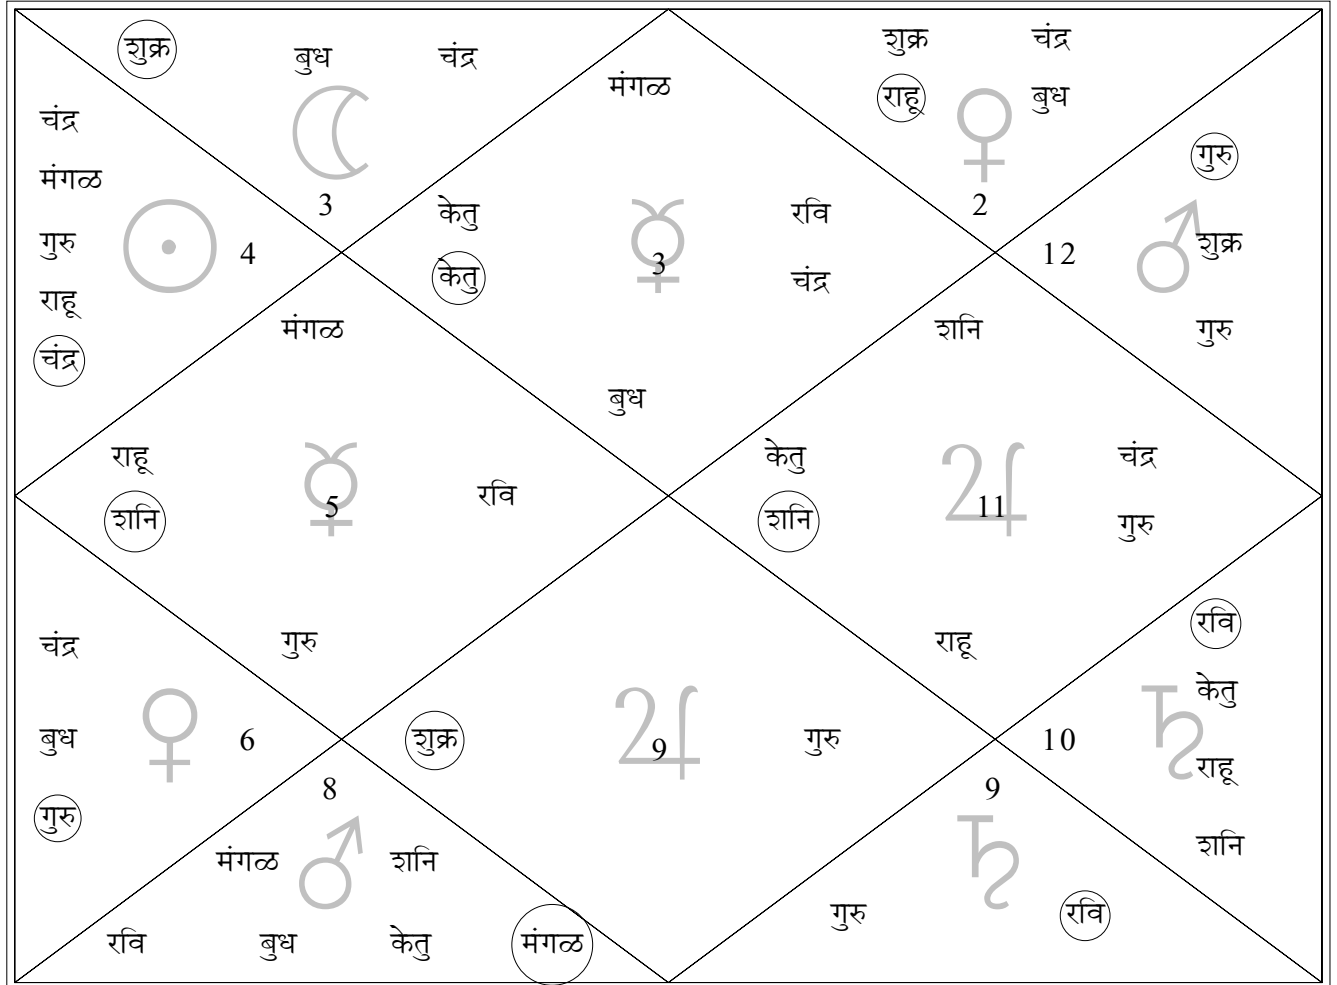 शुक्र बुध चंद्र
3
मंगळ
केतु रवि
केतु 3 चंद्र
बुध
शुक्र चंद्र
राहू बुध
2
चंद्र
मंगळ
गुरु 4
राहू
चंद्र
गुरु
12 शुक्र
गुरु
मंगळ
राहू
शनि 5 रवि
गुरु
शनि
केतु चंद्र
शनि 11 गुरु
राहू
चंद्र
बुध 6
गुरु
शुक्र 9 गुरु
रवि
केतु
10
राहू
शनि
8
मंगळ शनि
रवि बुध केतु मंगळ
9
गुरु रवि